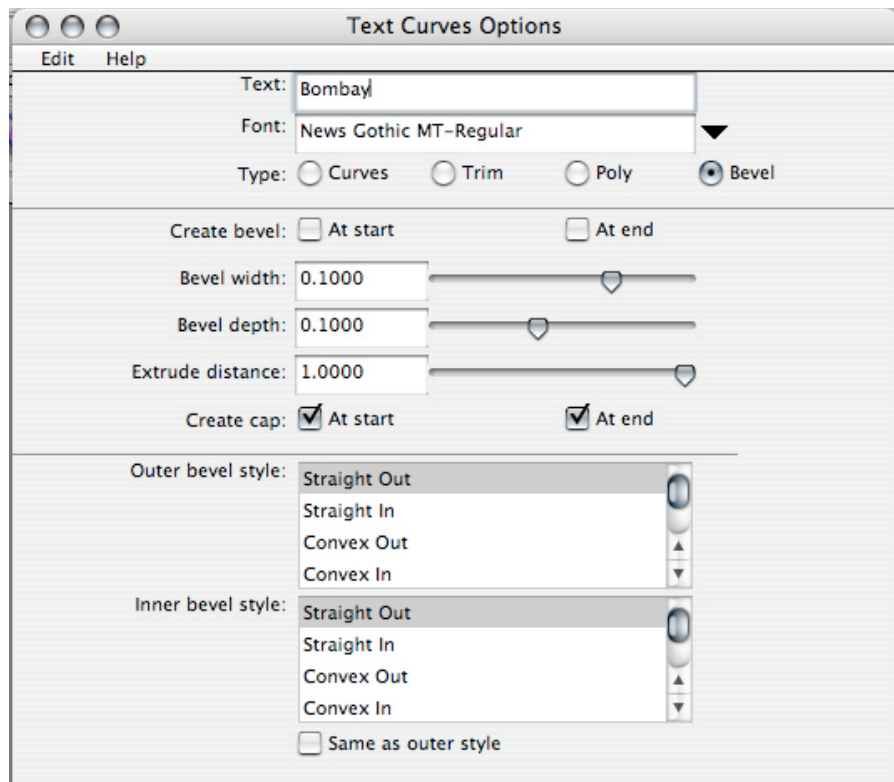 Text Curves Options
Edit Help
Text: Bombay
Font: News Gothic MT-Regular
Type: Curves Trim Poly Bevel
Create bevel: At start At end
Bevel width: 0.1000
Bevel depth: 0.1000
Extrude distance: 1.0000
Create cap: At start At end
Outer bevel style: Straight Out
Straight In
Convex Out
Convex In
Inner bevel style: Straight Out
Straight In
Convex Out
Convex In
Same as outer style